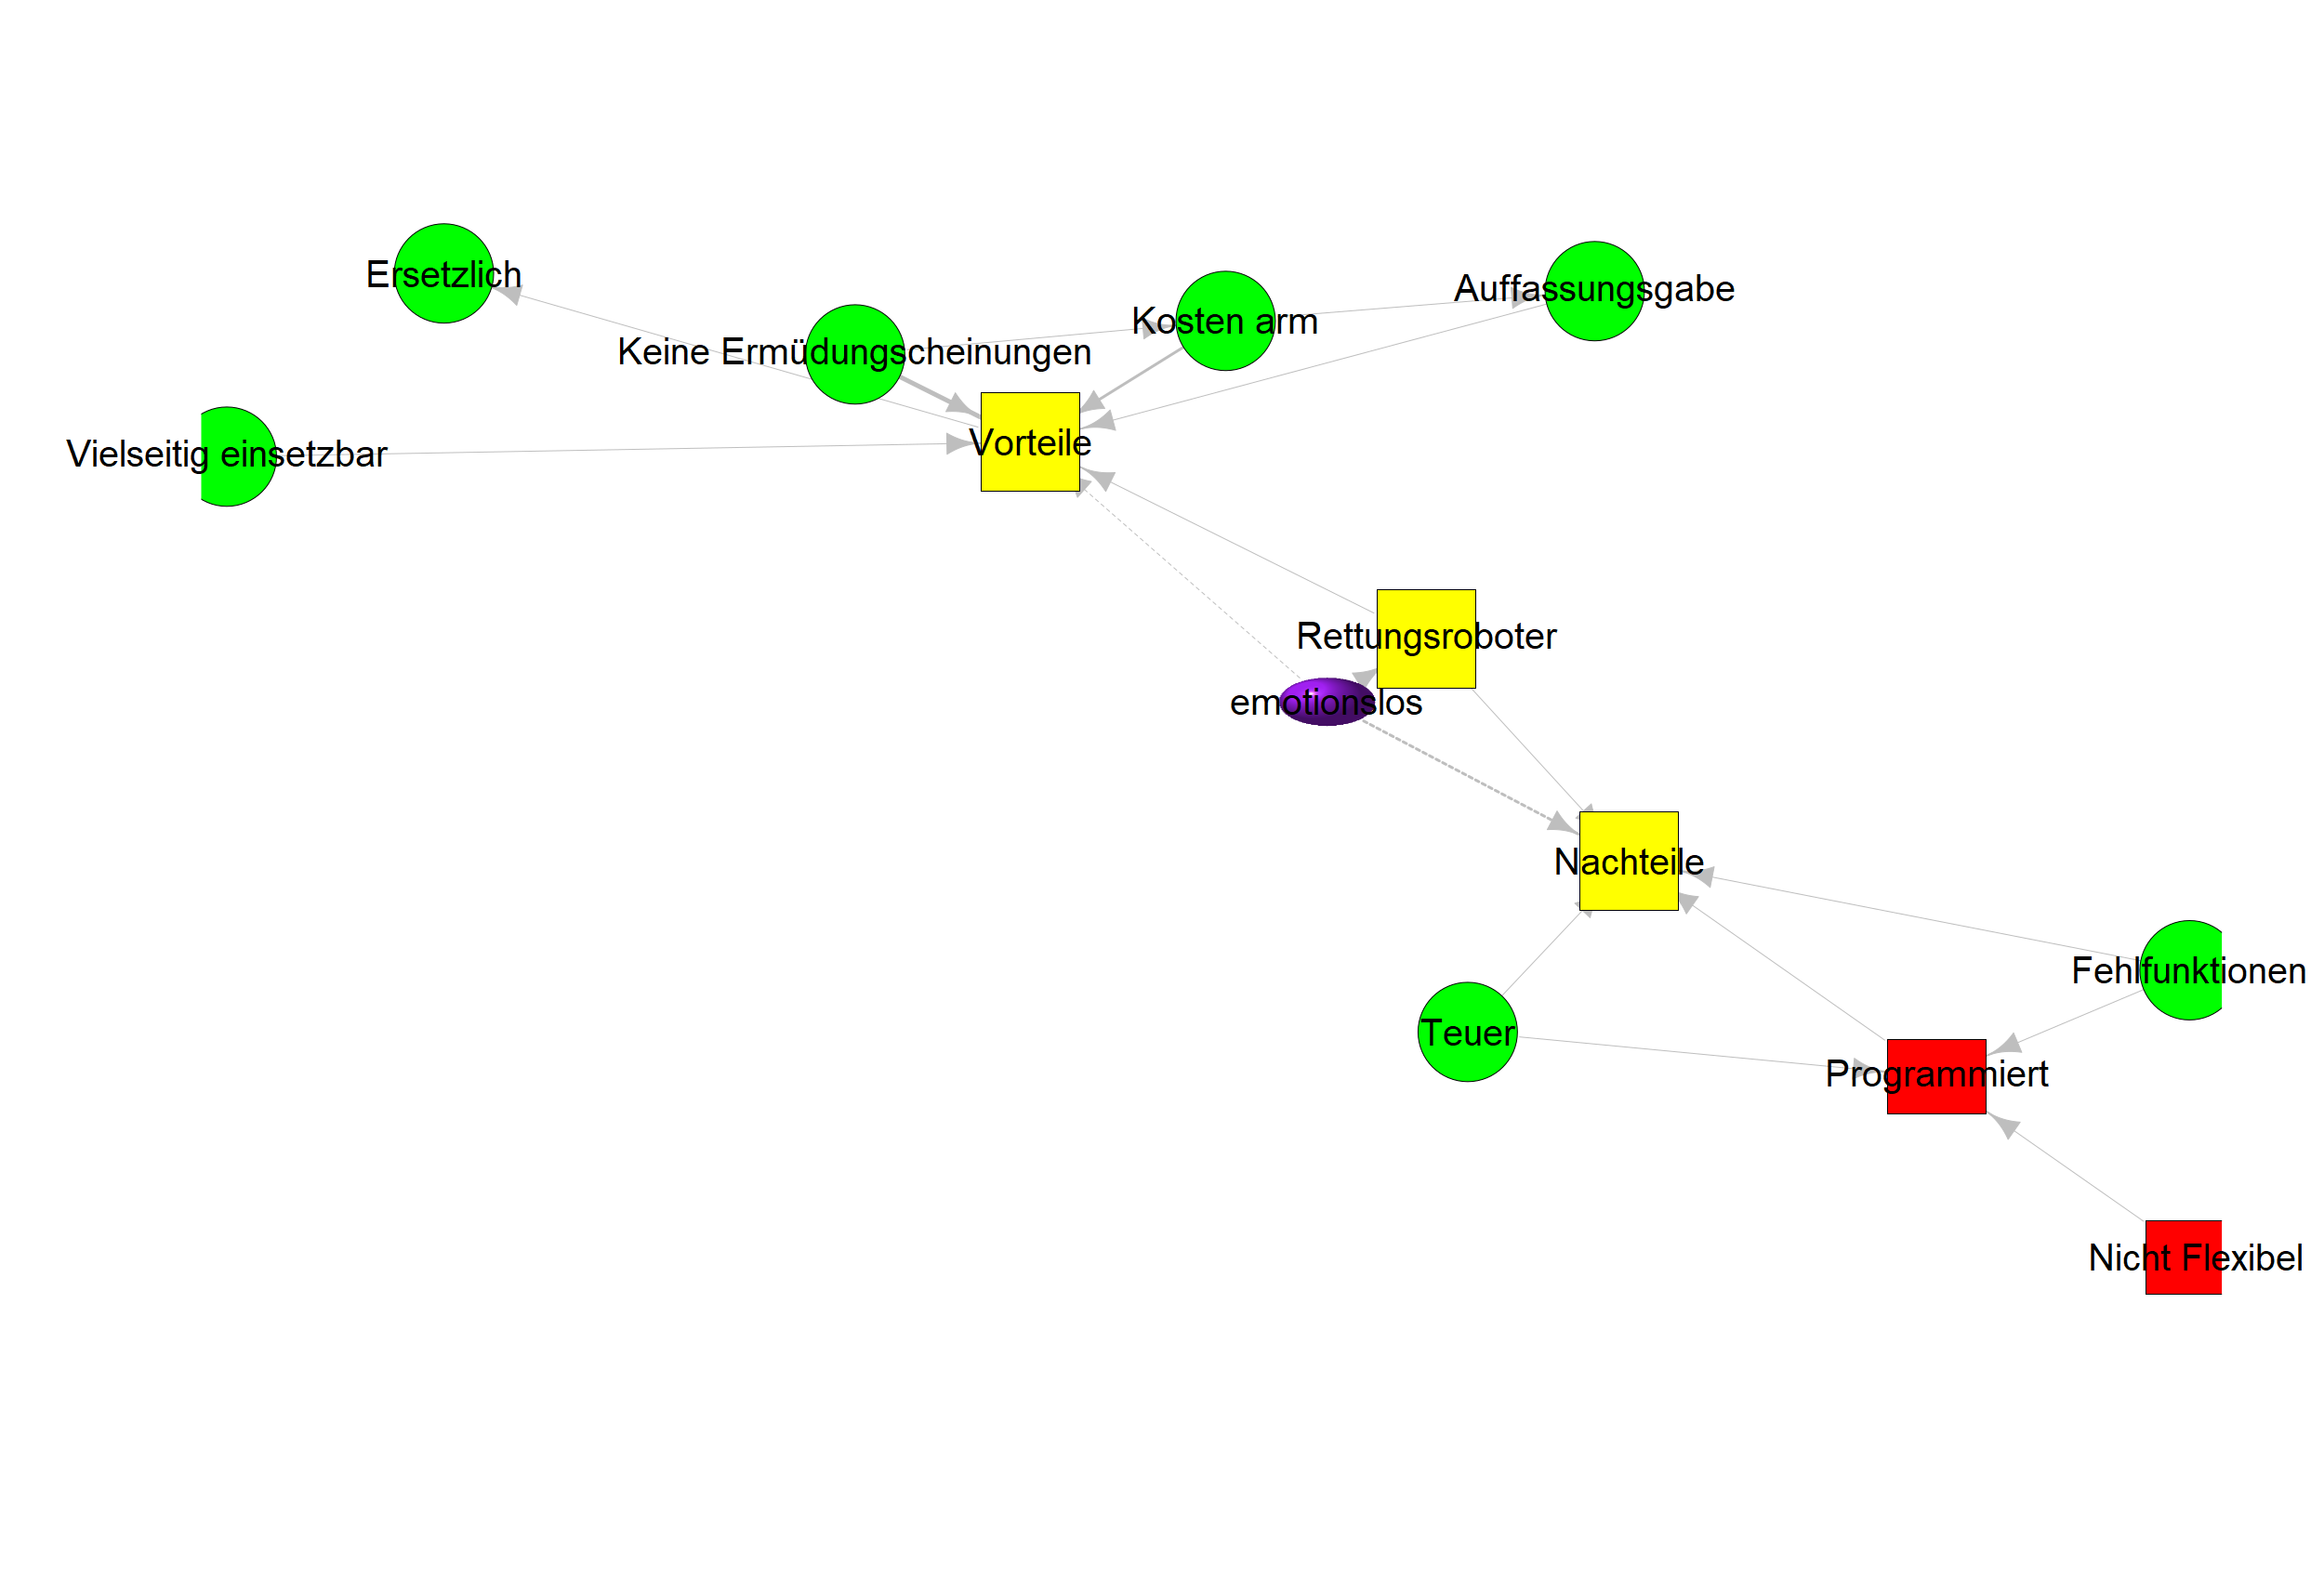 Ersetzlich
Auffassungsgabe
Kosten arm
Keine Ermüdungscheinungen
Vorteile
Vielseitig einsetzbar
Rettungsroboter
emotionslos
Nachteile
Fehlfunktionen
Teuer
Programmiert
Nicht Flexibel